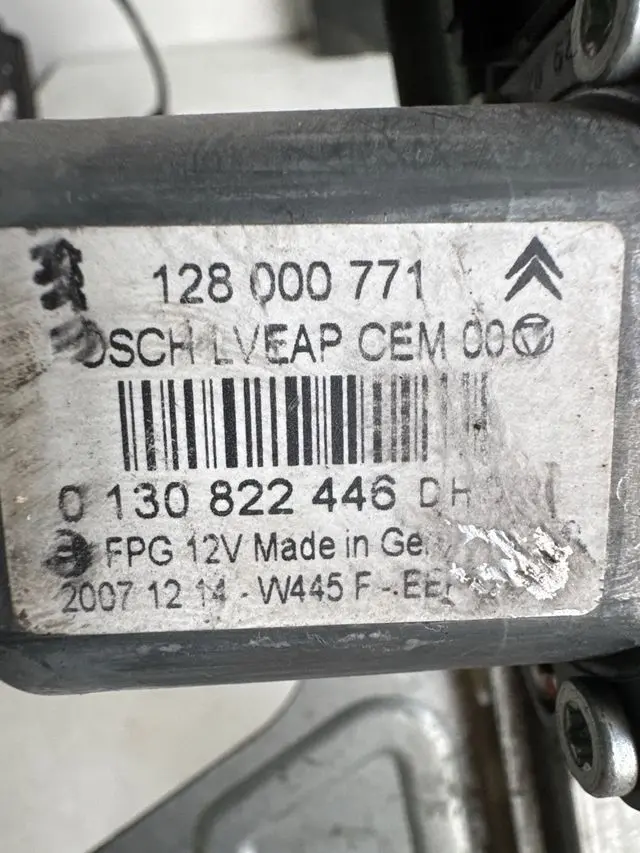 128 000 771
OSCH LVEAP CEM 00
0 130 822 446 DH
FPG 12V Made in Ge
2007 12 14 - W445 F -